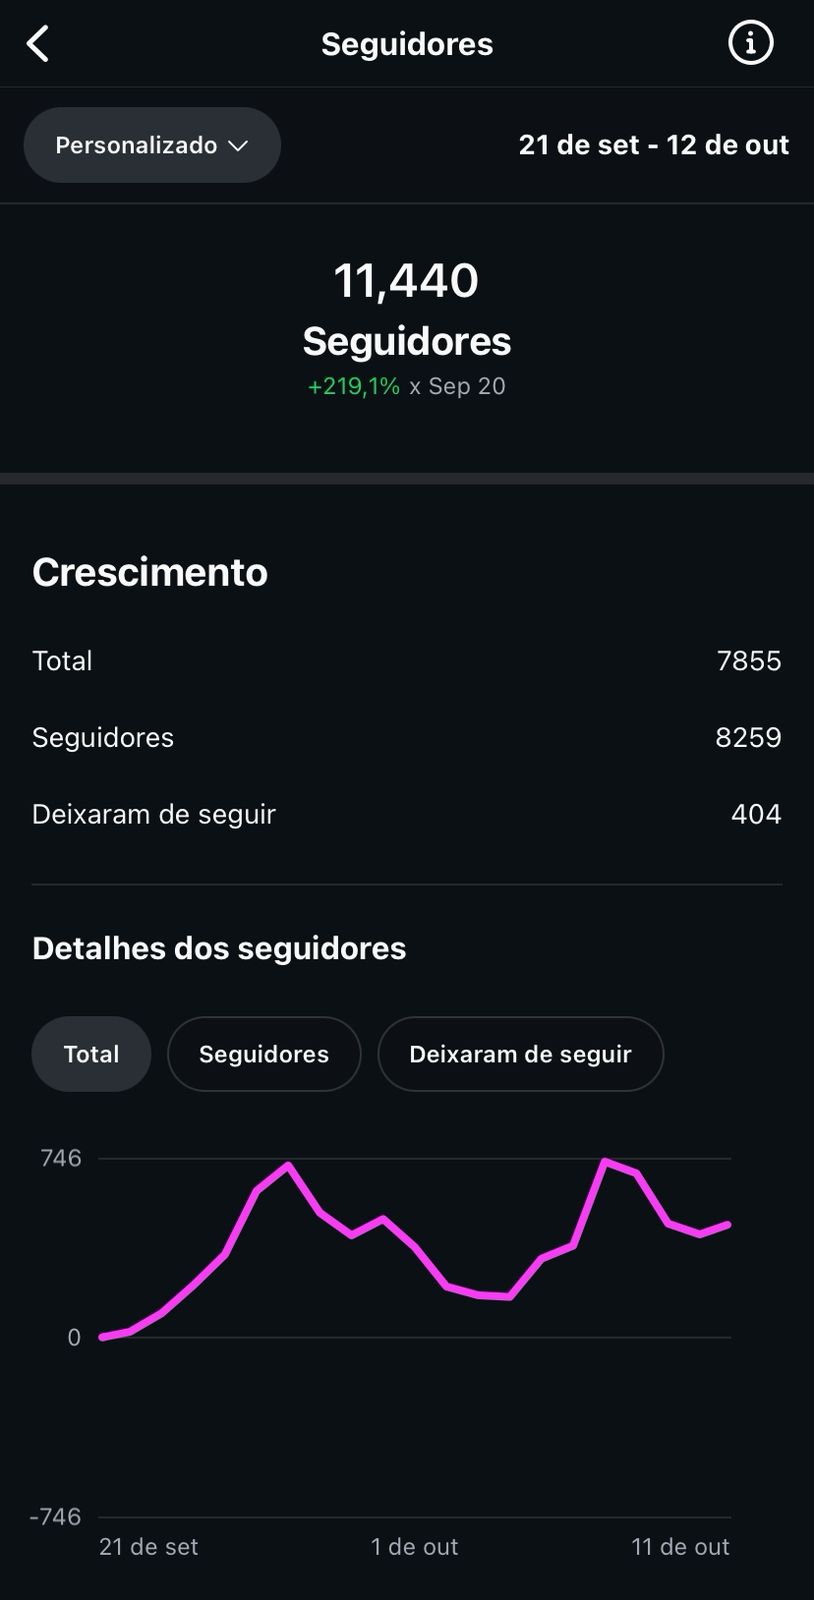 Seguidores
Personalizado
21 de set - 12 de out
11,440
Seguidores
+219,1% x Sep 20
Crescimento
Total 7855
Seguidores 8259
Deixaram de seguir 404
Detalhes dos seguidores
Total Seguidores Deixaram de seguir
746
0
-746
21 de set 1 de out 11 de out